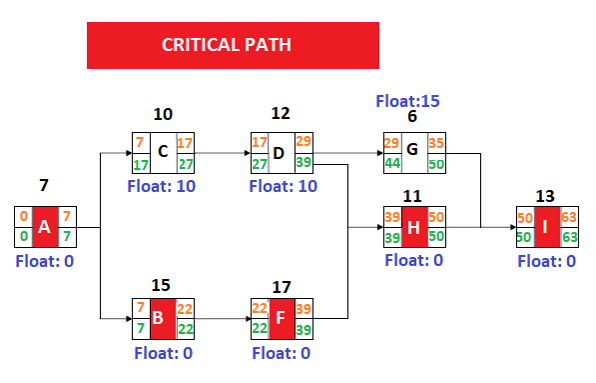 CRITICAL PATH
Float:15
10 12 6
7 C 17 17 D 29 29 G 35
17 27 27 39 44 50
Float: 10 Float: 10
7 11 13
0 A 7 39 H 50 50 I 63
0 7 39 50 50 63
Float: 0 Float: 0 Float: 0
15 17
7 B 22 22 F 39
7 22 22 39
Float: 0 Float: 0